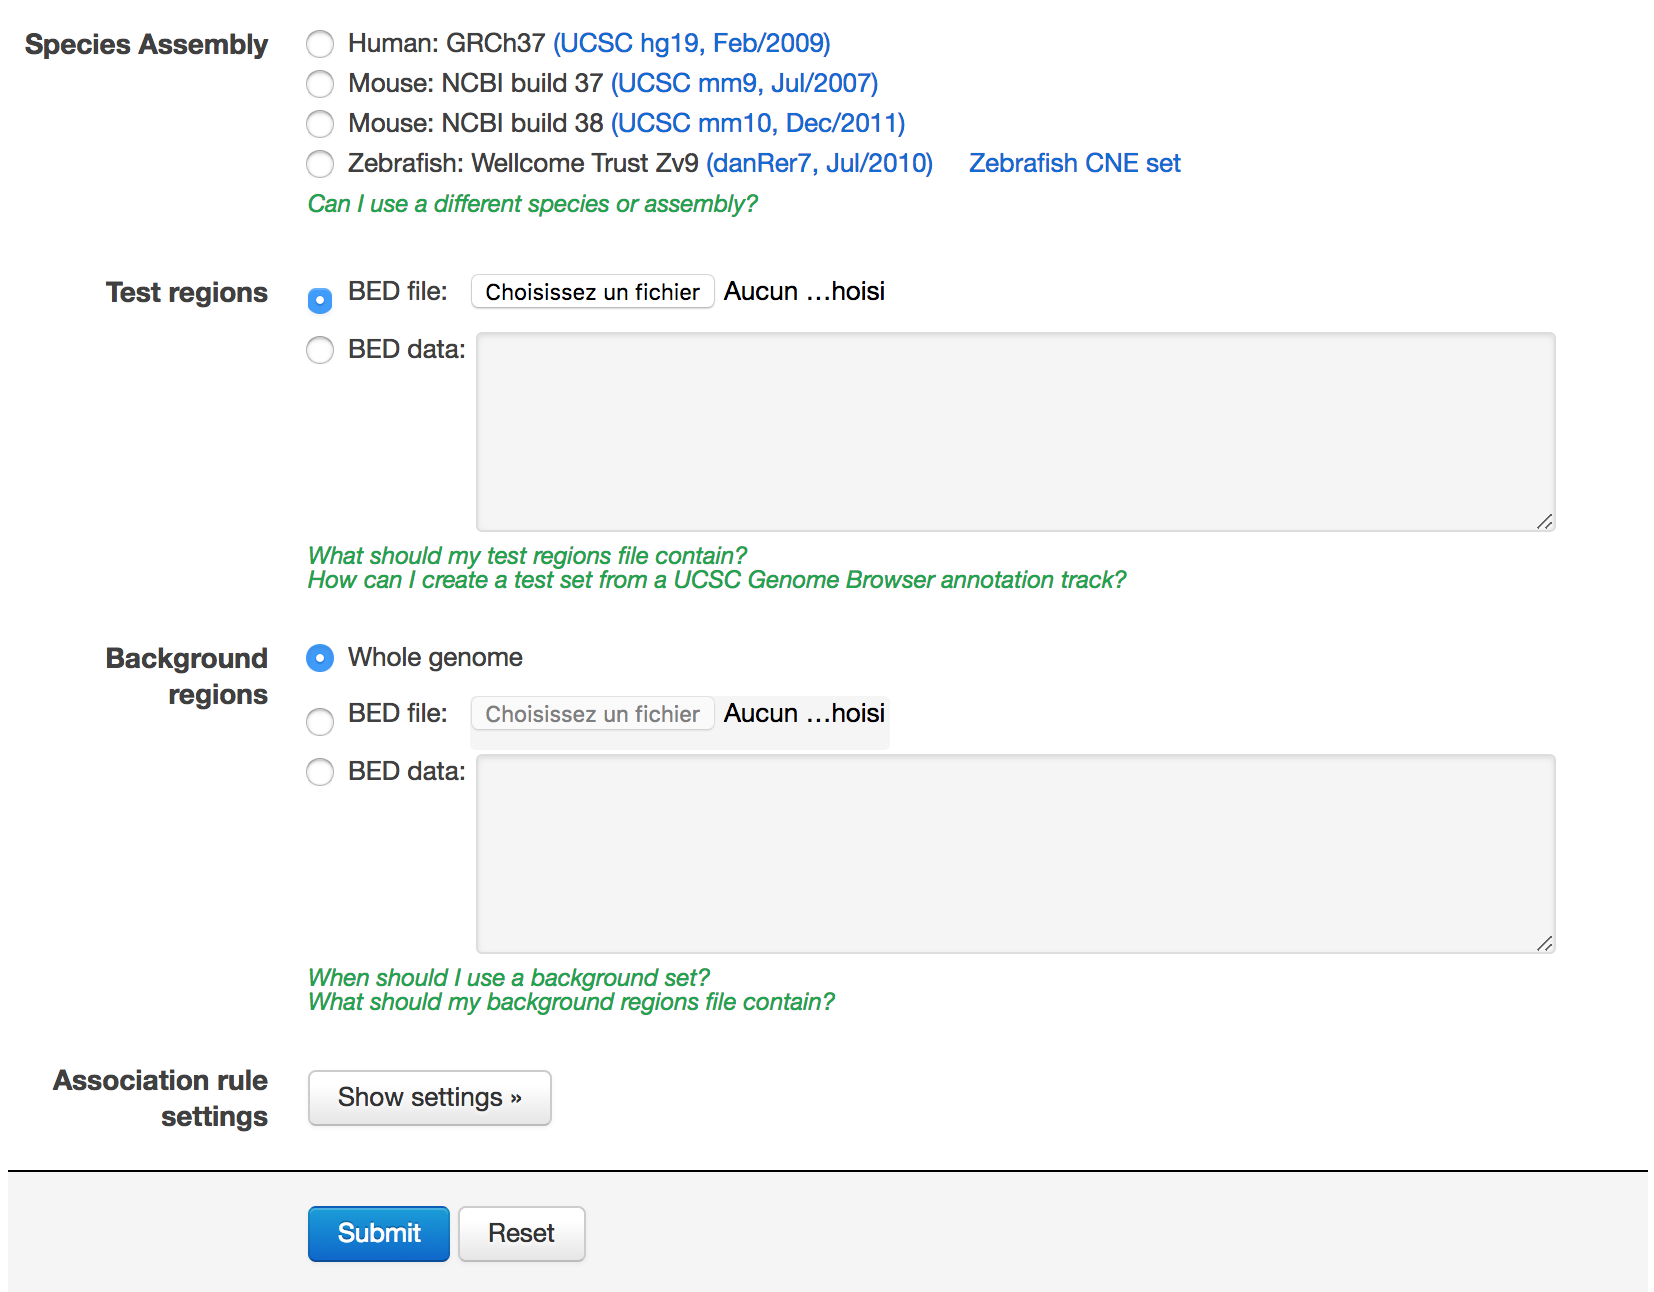 Species Assembly
Human: GRCh37 (UCSC hg19, Feb/2009)
Mouse: NCBI build 37 (UCSC mm9, Jul/2007)
Mouse: NCBI build 38 (UCSC mm10, Dec/2011)
Zebrafish: Wellcome Trust Zv9 (danRer7, Jul/2010) Zebrafish CNE set
Can I use a different species or assembly?
Test regions
BED file: Choisissez un fichier Aucun …hoisi
BED data:
What should my test regions file contain?
How can I create a test set from a UCSC Genome Browser annotation track?
Background
regions
Whole genome
BED file: Choisissez un fichier Aucun …hoisi
BED data:
When should I use a background set?
What should my background regions file contain?
Association rule
settings
Show settings »
Submit Reset